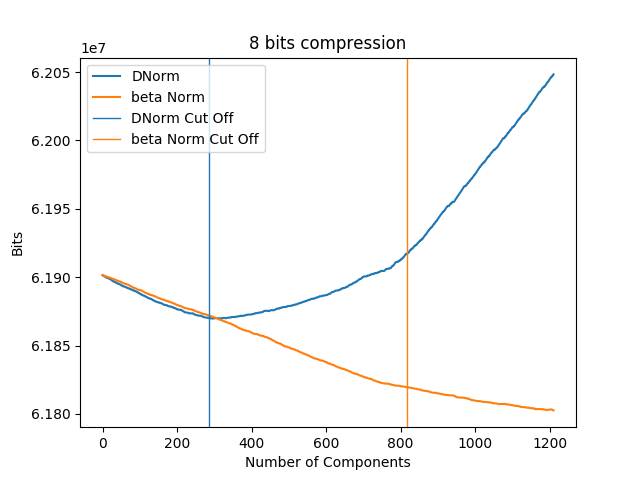 8 bits compression
1e7
DNorm
beta Norm
DNorm Cut Off
beta Norm Cut Off
6.205
6.200
6.195
6.190
6.185
6.180
Bits
0 200 400 600 800 1000 1200
Number of Components